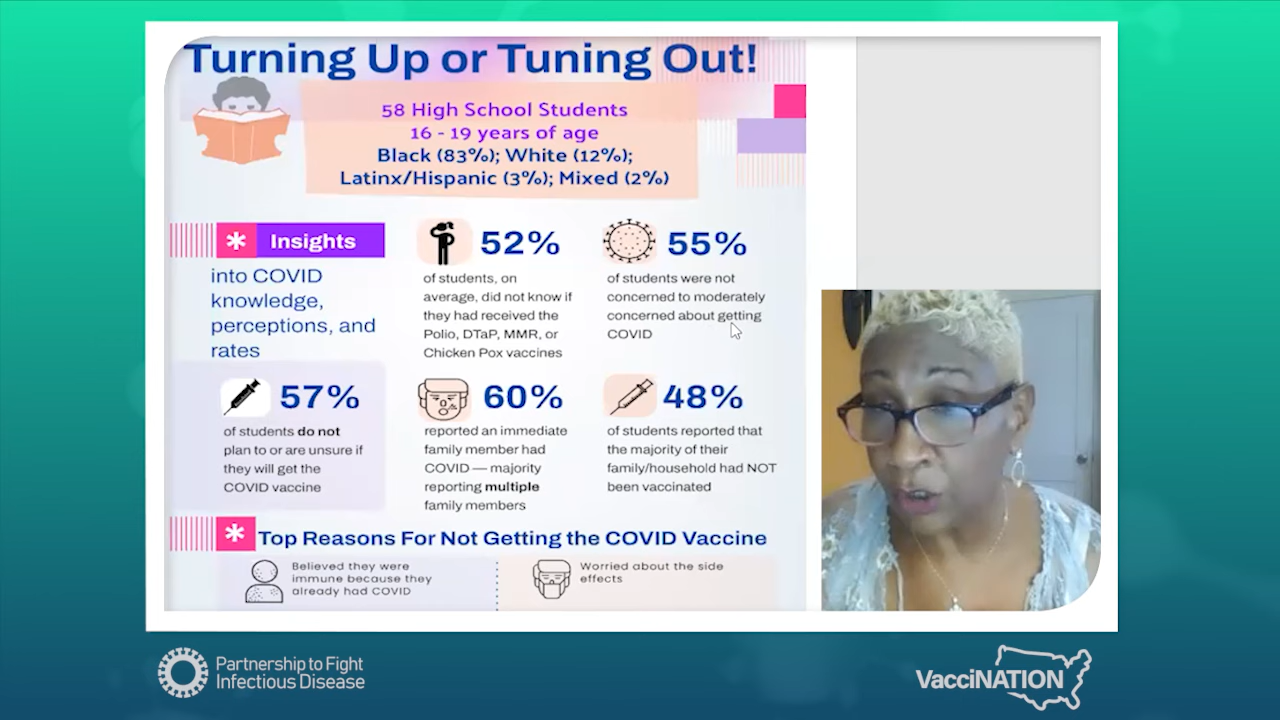 Turning Up or Tuning Out!
58 High School Students
16 - 19 years of age
Black (83%); White (12%);
Latinx/Hispanic (3%); Mixed (2%)
* Insights
into COVID
knowledge,
perceptions, and
rates
52%
of students, on
average, did not know if
they had received the
Polio, DTaP, MMR, or
Chicken Pox vaccines
55%
of students were not
concerned to moderately
concerned about getting
COVID
57%
of students do not
plan to or are unsure if
they will get the
COVID vaccine
60%
reported an immediate
family member had
COVID — majority
reporting multiple
family members
48%
of students reported that
the majority of their
family/household had NOT
been vaccinated
* Top Reasons For Not Getting the COVID Vaccine
Believed they were
immune because they
already had COVID
Worried about the side
effects
Partnership to Fight
Infectious Disease
VacciNATION